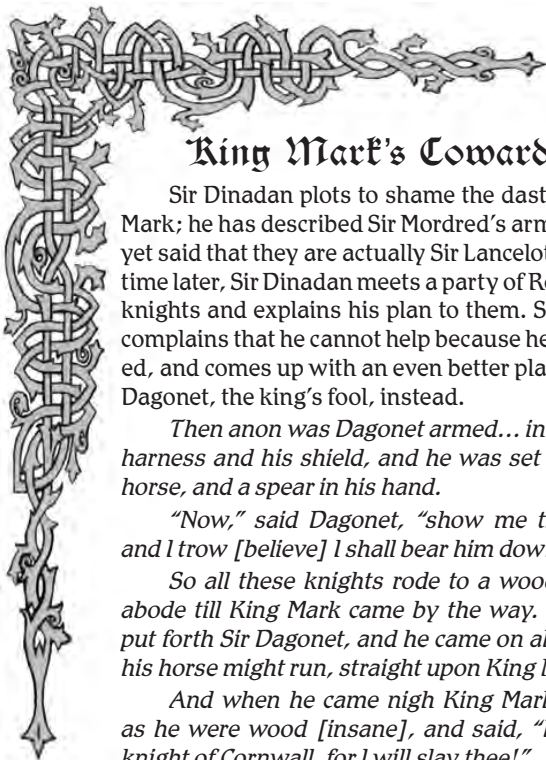 King Mark's Coward
Sir Dinadan plots to shame the dast
Mark; he has described Sir Mordred's arm
yet said that they are actually Sir Lancelot
time later, Sir Dinadan meets a party of Ro
knights and explains his plan to them. S
complains that he cannot help because he
ed, and comes up with an even better pla
Dagonet, the king's fool, instead.
Then anon was Dagonet armed… in
harness and his shield, and he was set
horse, and a spear in his hand.
"Now," said Dagonet, "show me t
and I trow [believe] I shall bear him dow
So all these knights rode to a wood
abode till King Mark came by the way.
put forth Sir Dagonet, and he came on al
his horse might run, straight upon King
And when he came nigh King Mark
as he were wood [insane], and said, "
knight of Cornwall, for I will slay thee!"